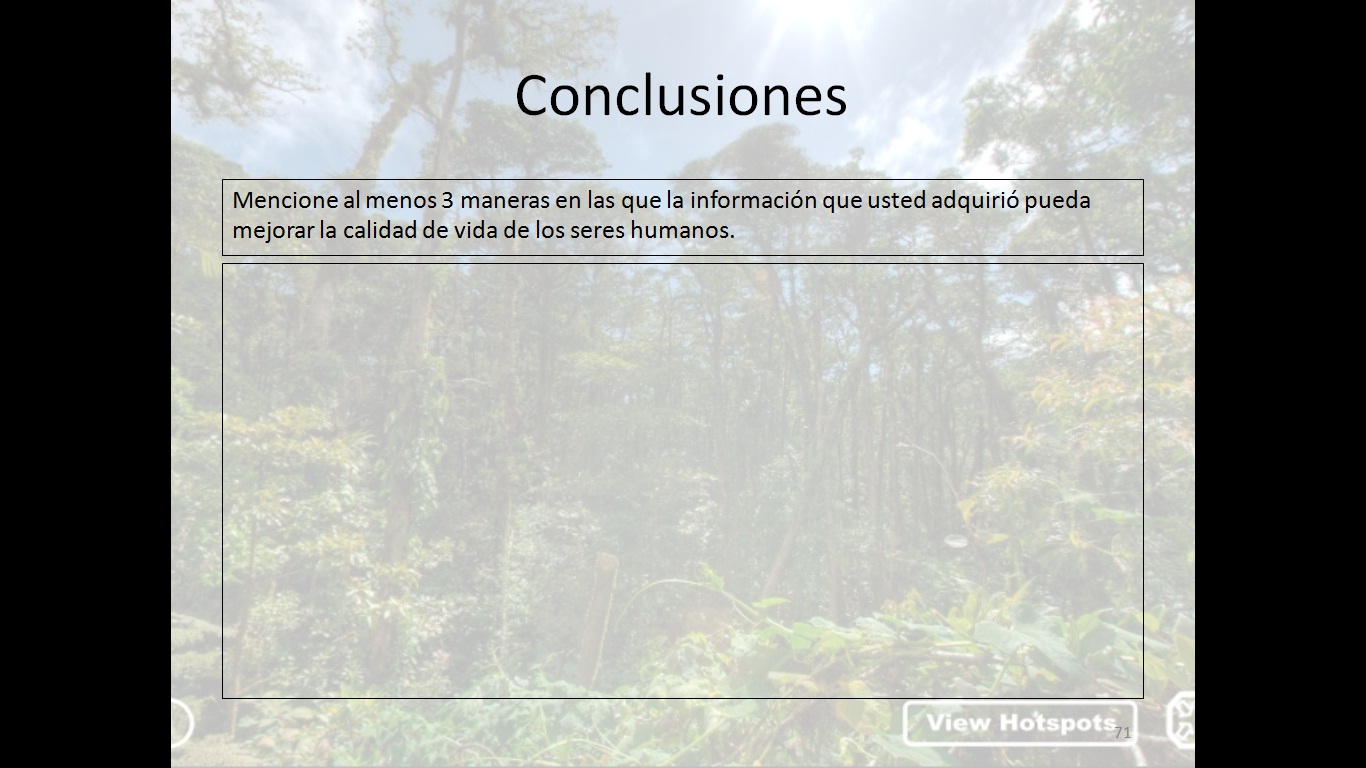 Conclusiones
Mencione al menos 3 maneras en las que la información que usted adquirió pueda
mejorar la calidad de vida de los seres humanos.
View Hotspots
71